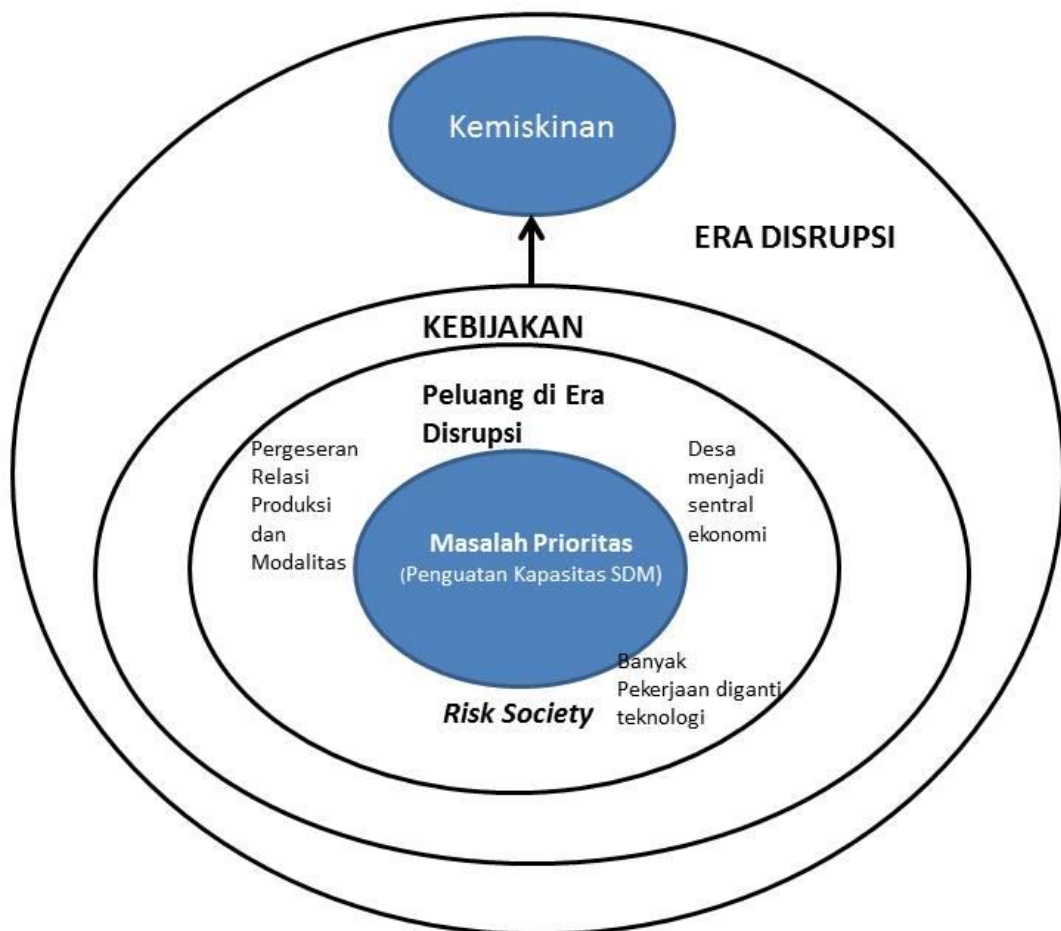 Kemiskinan
ERA DISRUPSI
KEBIJAKAN
Peluang di Era
Disrupsi
Pergeseran
Relasi
Produksi
dan
Modalitas
Desa
menjadi
sentral
ekonomi
Masalah Prioritas
(Penguatan Kapasitas SDM)
Banyak
Pekerjaan diganti
teknologi
Risk Society